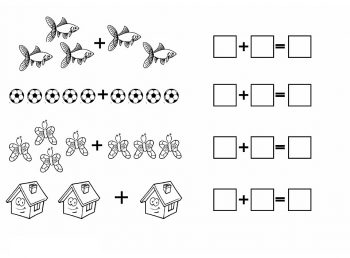 + + =
+ + =
+ + =
+ + =